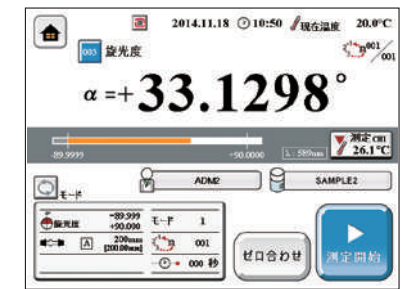 2014.11.18 10:50 現在温度 20.0°C
003 旋光度
n 001/001
α =+33.1298°
-89.9999 +90.0000 λ : 589nm 測定 CH1 26.1°C
モード ADM2 SAMPLE2
旋光度 -89.999 +90.000 モード 1
A 200mm [200.00mm] n 001
000 秒
ゼロ合わせ 測定開始